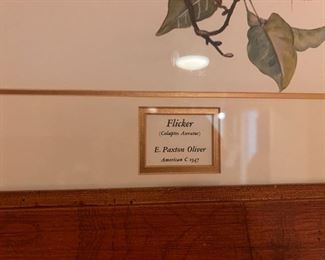 Flicker
(Colaptes Auratus)
E. Paxton Oliver
American C 1947